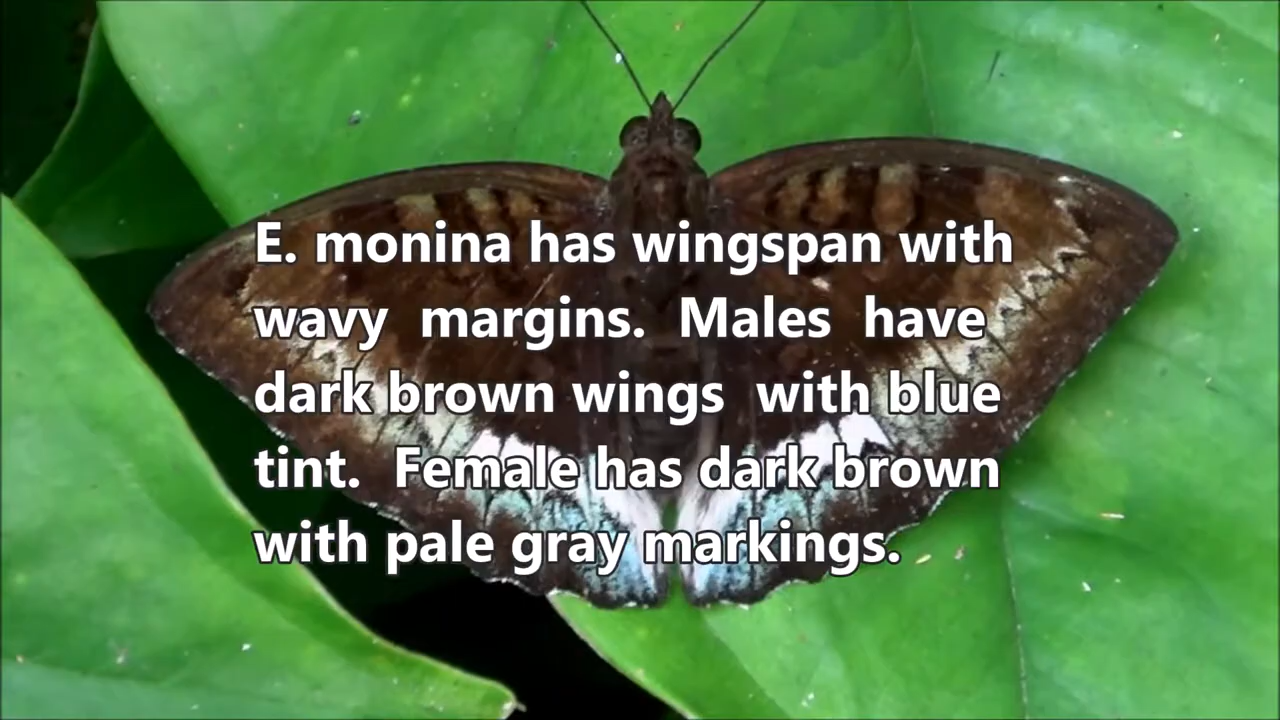 E. monina has wingspan with
wavy margins. Males have
dark brown wings with blue
tint. Female has dark brown
with pale gray markings.